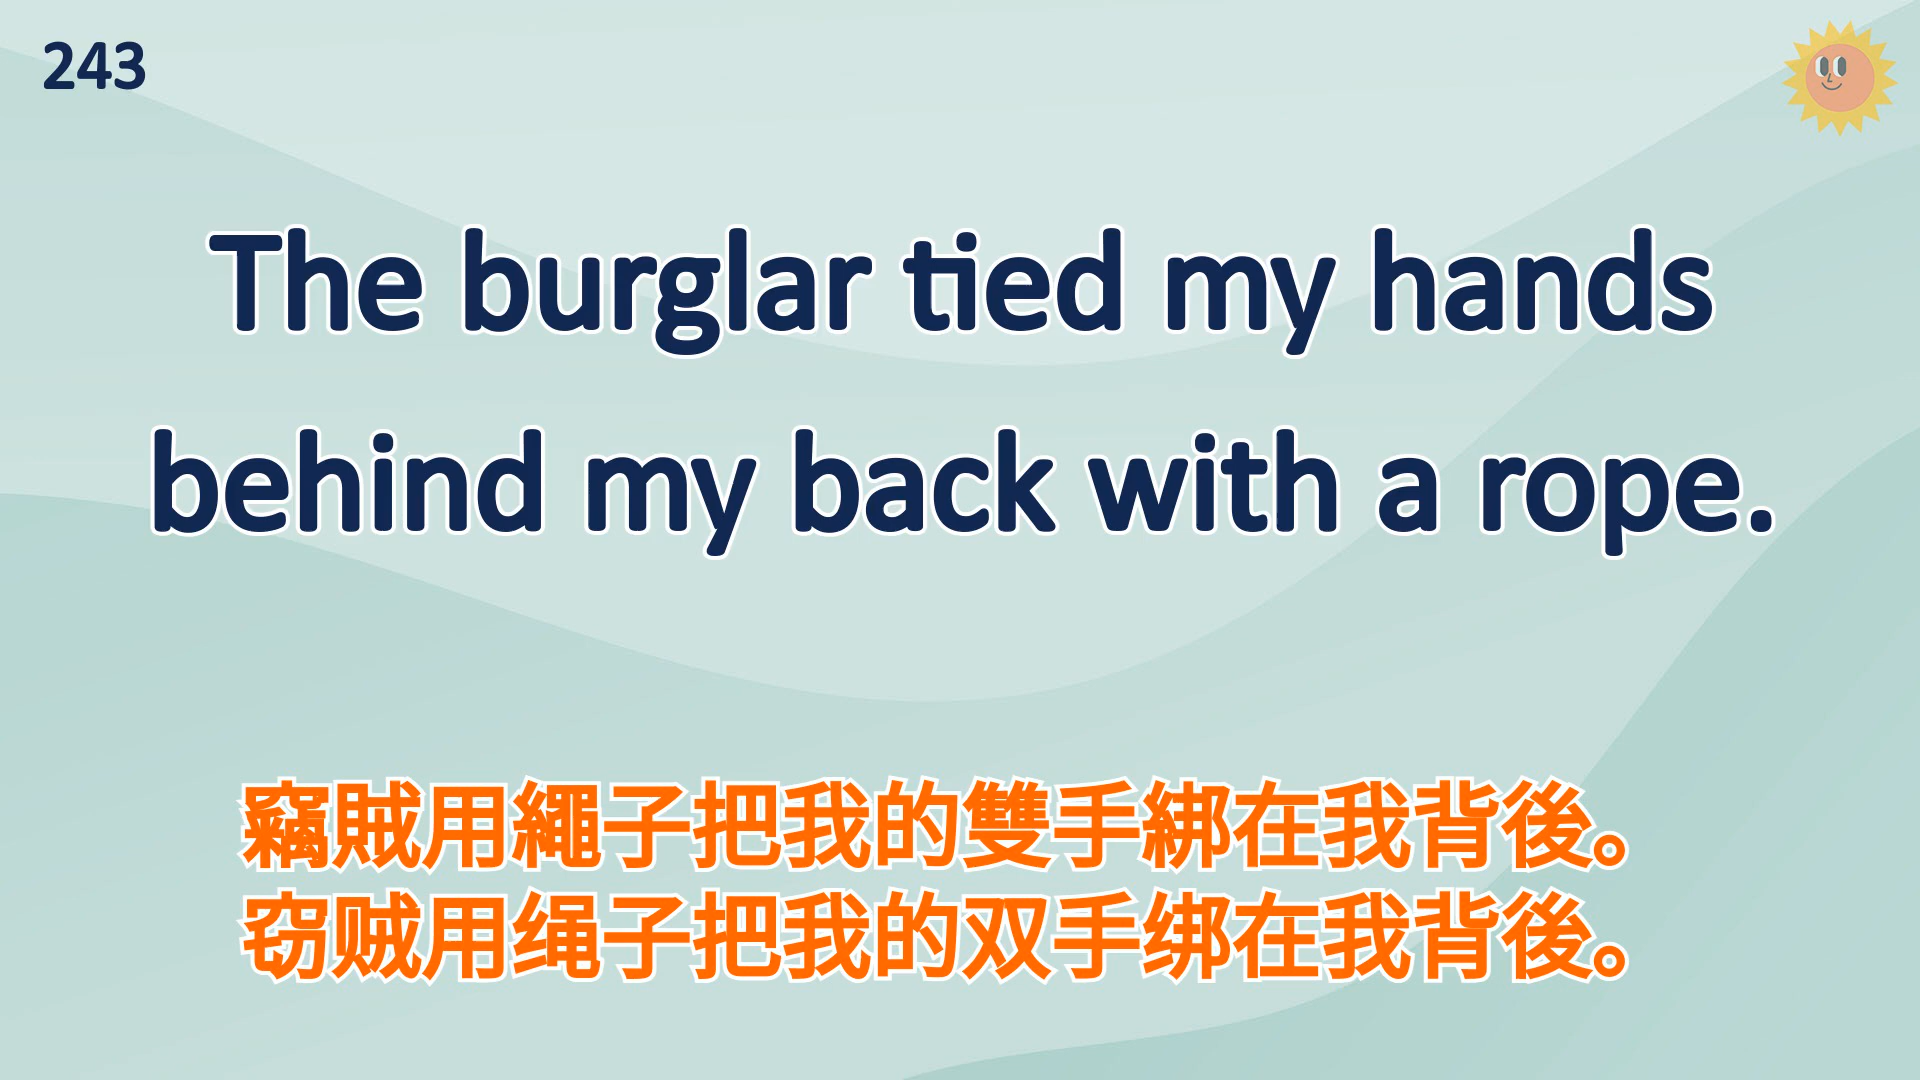 243
The burglar tied my hands
behind my back with a rope.
竊賊用繩子把我的雙手綁在我背後。
窃贼用绳子把我的双手绑在我背後。